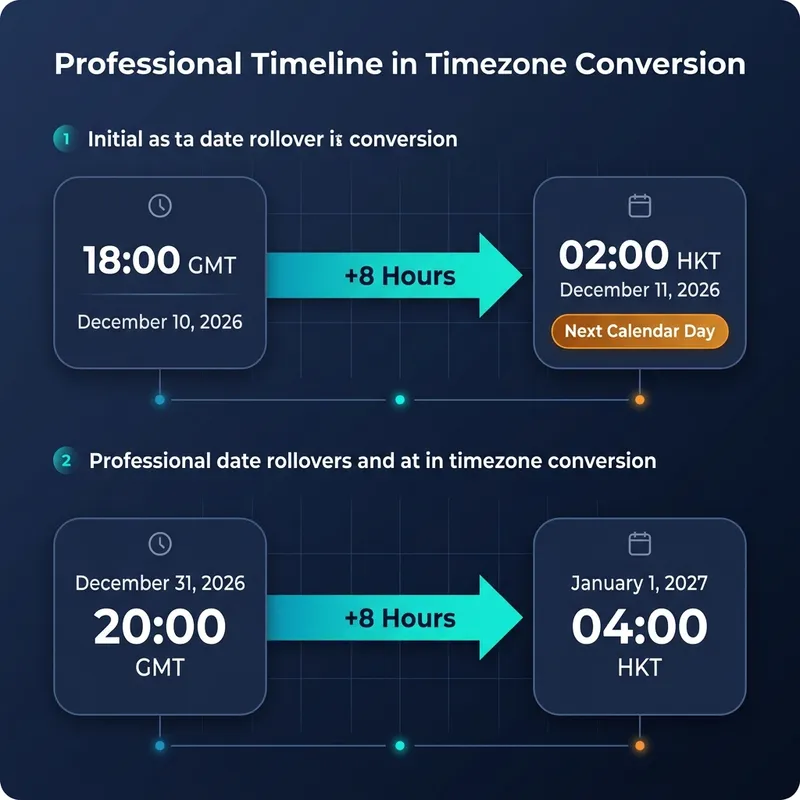 Professional Timeline in Timezone Conversion
1 Initial as ta date rollover is conversion
18:00 GMT
December 10, 2026
+8 Hours
02:00 HKT
December 11, 2026
Next Calendar Day
2 Professional date rollovers and at in timezone conversion
December 31, 2026
20:00
GMT
+8 Hours
January 1, 2027
04:00
HKT